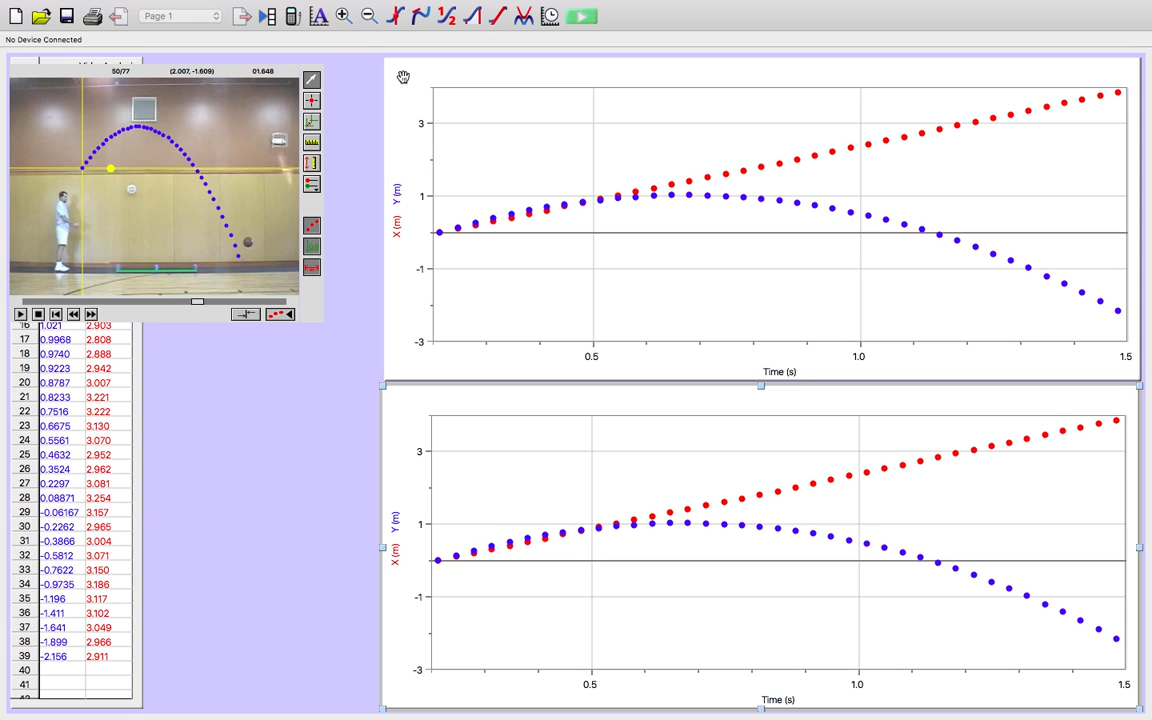 Page 1
No Device Connected
50/77 (2.007, -1.609) 01.648
16 1.021 2.903
17 0.9968 2.808
18 0.9740 2.888
19 0.9223 2.942
20 0.8787 3.007
21 0.8233 3.221
22 0.7516 3.222
23 0.6675 3.130
24 0.5561 3.070
25 0.4632 2.952
26 0.3524 2.962
27 0.2297 3.081
28 0.08871 3.254
29 -0.06167 3.157
30 -0.2262 2.965
31 -0.3866 3.004
32 -0.5812 3.071
33 -0.7622 3.150
34 -0.9735 3.186
35 -1.196 3.117
36 -1.411 3.102
37 -1.641 3.049
38 -1.899 2.966
39 -2.156 2.911
40
41
3
1
-1
-3
X (m) Y (m)
0.5 1.0 1.5
Time (s)
3
1
-1
-3
X (m) Y (m)
0.5 1.0 1.5
Time (s)